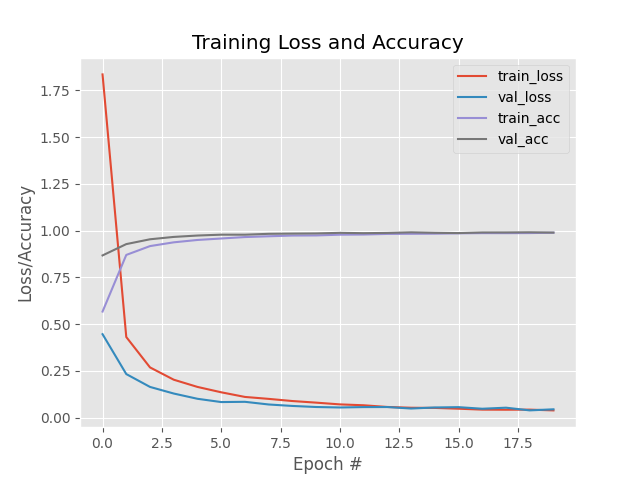 Training Loss and Accuracy
train_loss
val_loss
train_acc
val_acc
Loss/Accuracy
1.75
1.50
1.25
1.00
0.75
0.50
0.25
0.00
0.0 2.5 5.0 7.5 10.0 12.5 15.0 17.5
Epoch #